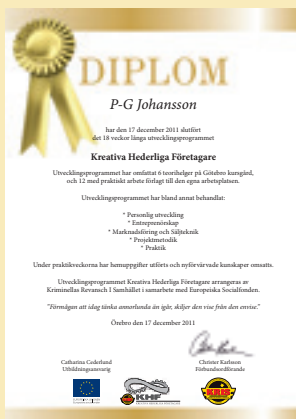 DIPLOM
P-G Johansson
har den 17 december 2011 slutfört
det 18 veckor långa utvecklingsprogrammet
Kreativa Hederliga Företagare
Utvecklingsprogrammet har omfattat 6 teorihelger på Götebro kursgård,
och 12 med praktiskt arbete förlagt till den egna arbetsplatsen.
Utvecklingsprogrammet har bland annat behandlat:
* Personlig utveckling
* Entreprenörskap
* Marknadsföring och Säljteknik
* Projektmetodik
* Praktik
Under praktikveckorna har hemuppgifter utförts och nyförvärvade kunskaper omsatts.
Utvecklingsprogrammet Kreativa Hederliga Företagare arrangeras av
Kriminellas Revansch I Samhället i samarbete med Europeiska Socialfonden.
"Förmågan att idag tänka annorlunda än igår, skiljer den vise från den envise."
Örebro den 17 december 2011
Catharina Cederlund
Utbildningsansvarig
Christer Karlsson
Förbundsordförande
KHF
KRIS